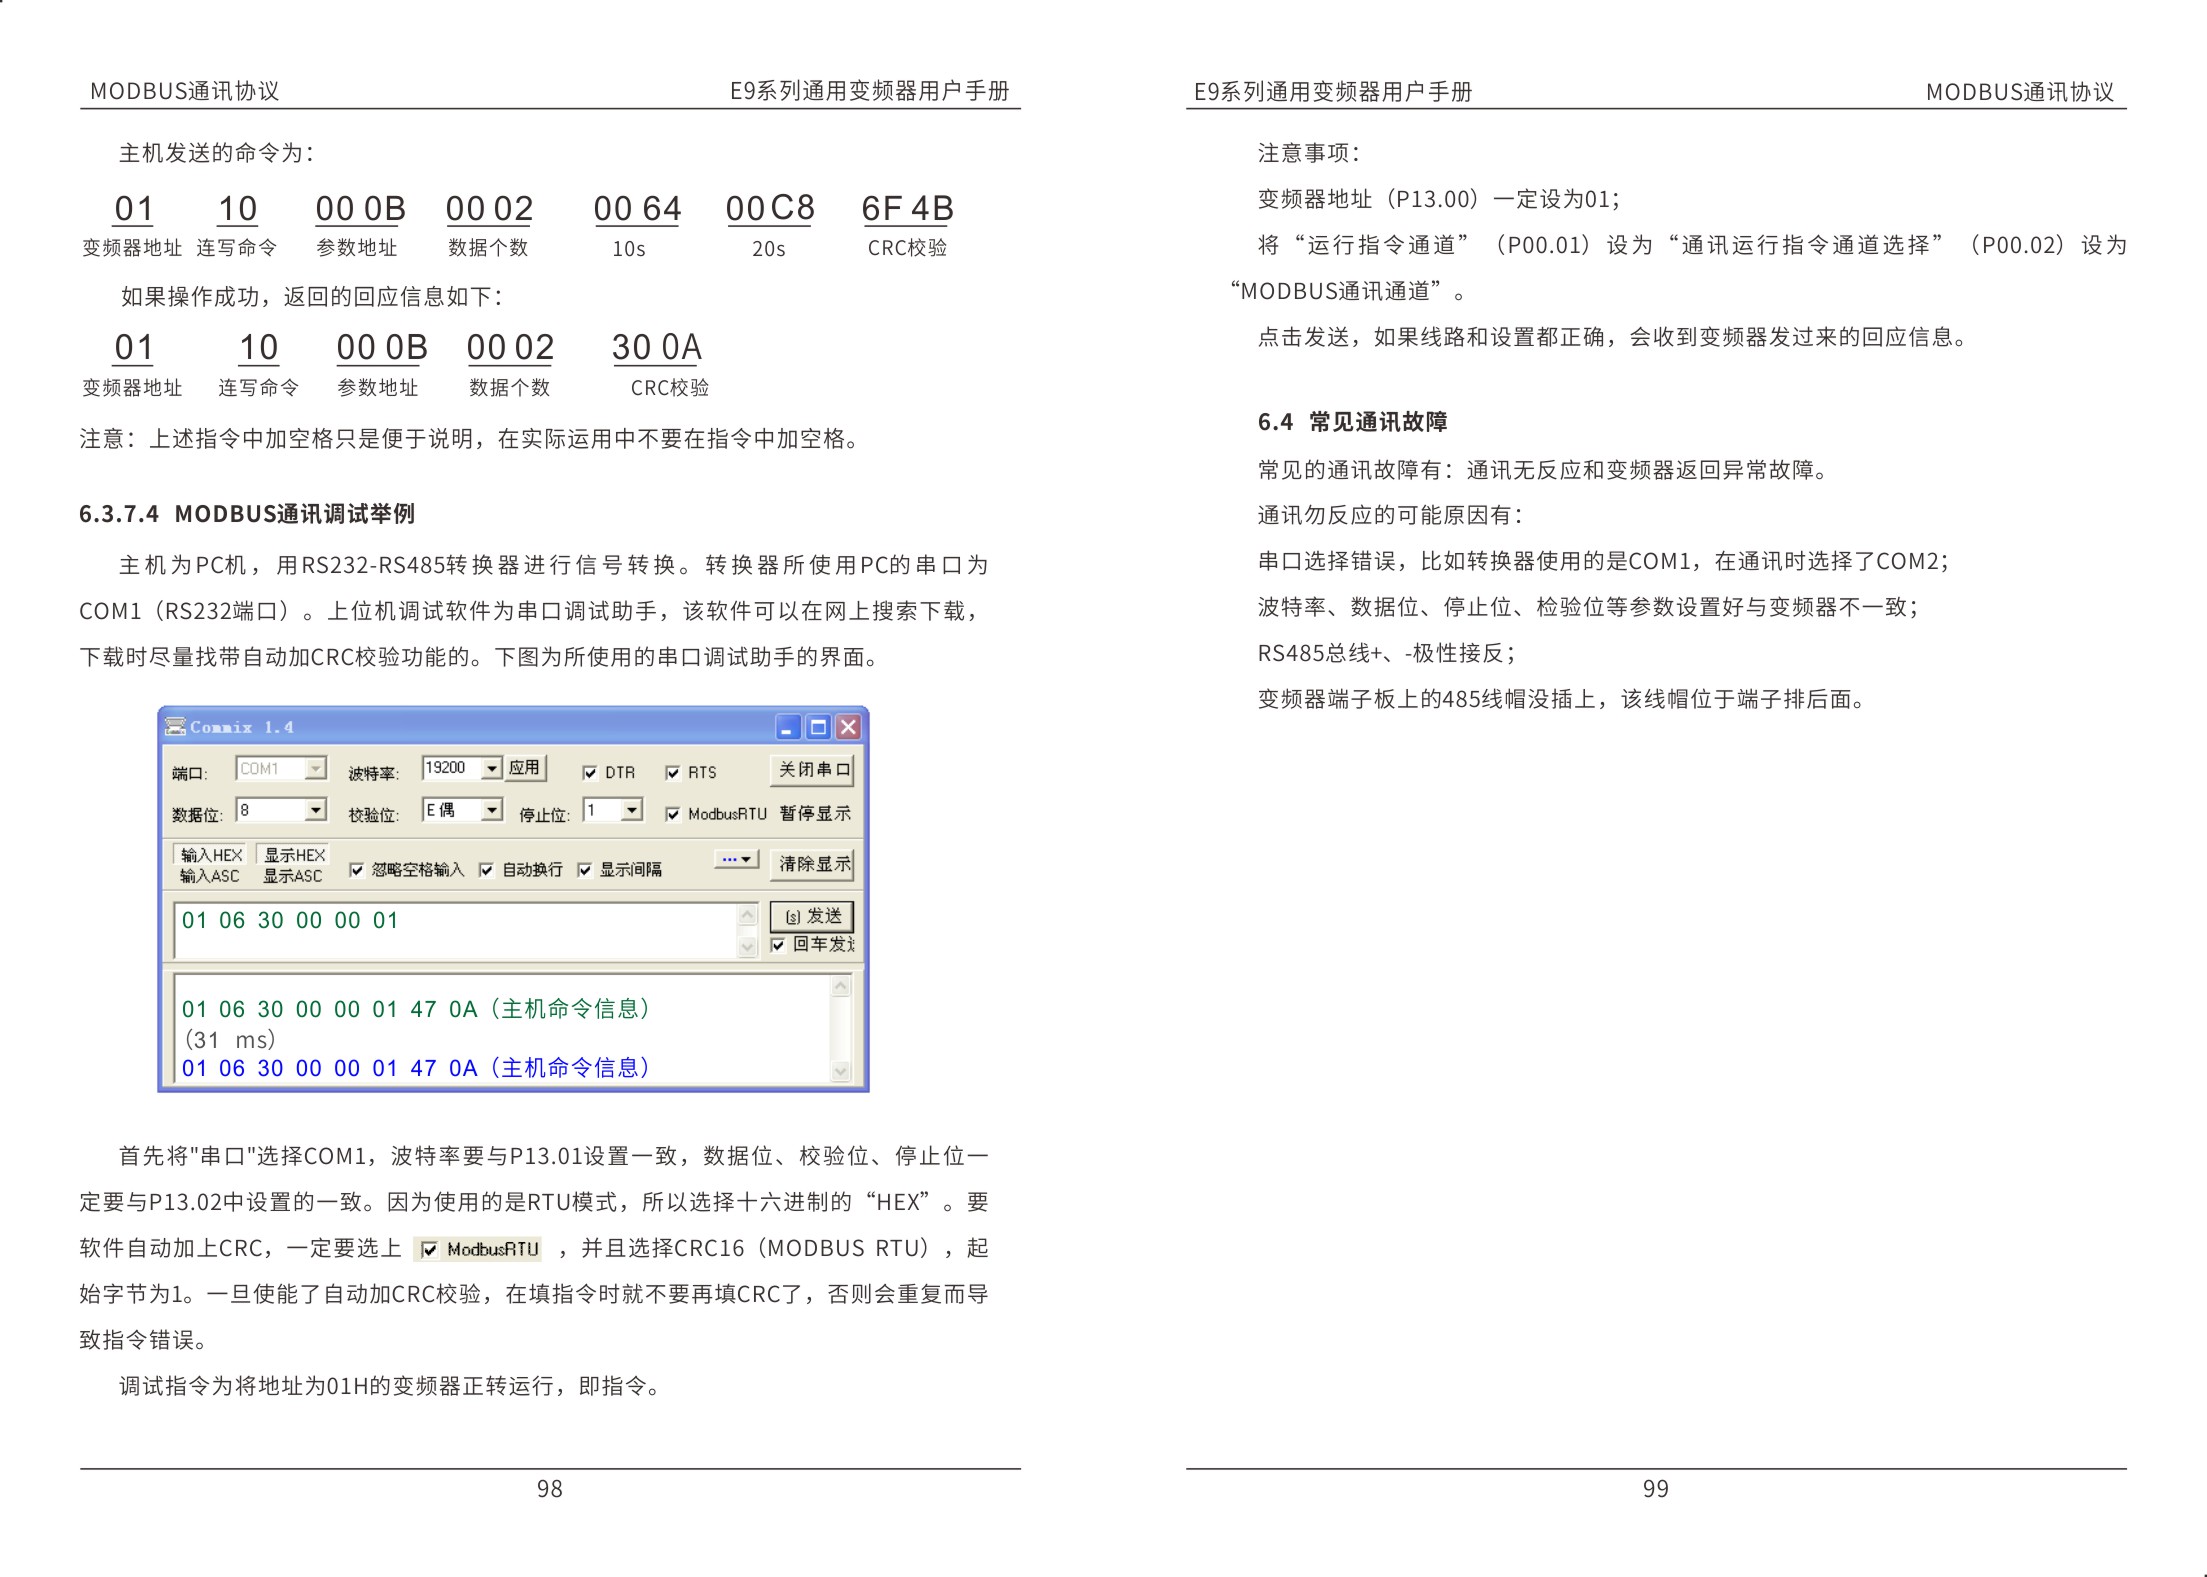 MODBUS通讯协议 E9系列通用变频器用户手册
主机发送的命令为：
01 10 00 0B 00 02 00 64 00 C8 6F 4B
变频器地址 连写命令 参数地址 数据个数 10s 20s CRC校验
如果操作成功，返回的回应信息如下：
01 10 00 0B 00 02 30 0A
变频器地址 连写命令 参数地址 数据个数 CRC校验
注意：上述指令中加空格只是便于说明，在实际运用中不要在指令中加空格。
6.3.7.4 MODBUS通讯调试举例
主机为PC机，用RS232-RS485转换器进行信号转换。转换器所使用PC的串口为
COM1（RS232端口）。上位机调试软件为串口调试助手，该软件可以在网上搜索下载，
下载时尽量找带自动加CRC校验功能的。下图为所使用的串口调试助手的界面。
Commix 1.4
端口: COM1 波特率: 19200 应用 DTR RTS 关闭串口
数据位: 8 校验位: E 偶 停止位: 1 ModbusRTU 暂停显示
输入HEX 显示HEX
输入ASC 显示ASC 忽略空格输入 自动换行 显示间隔 ... 清除显示
01 06 30 00 00 01 [s] 发送
回车发
01 06 30 00 00 01 47 0A（主机命令信息）
（31 ms）
01 06 30 00 00 01 47 0A（主机命令信息）
首先将"串口"选择COM1，波特率要与P13.01设置一致，数据位、校验位、停止位一
定要与P13.02中设置的一致。因为使用的是RTU模式，所以选择十六进制的“HEX”。要
软件自动加上CRC，一定要选上 ModbusRTU ，并且选择CRC16（MODBUS RTU），起
始字节为1。一旦使能了自动加CRC校验，在填指令时就不要再填CRC了，否则会重复而导
致指令错误。
调试指令为将地址为01H的变频器正转运行，即指令。
98
E9系列通用变频器用户手册 MODBUS通讯协议
注意事项：
变频器地址（P13.00）一定设为01；
将“运行指令通道”（P00.01）设为“通讯运行指令通道选择”（P00.02）设为
“MODBUS通讯通道”。
点击发送，如果线路和设置都正确，会收到变频器发过来的回应信息。
6.4 常见通讯故障
常见的通讯故障有：通讯无反应和变频器返回异常故障。
通讯勿反应的可能原因有：
串口选择错误，比如转换器使用的是COM1，在通讯时选择了COM2；
波特率、数据位、停止位、检验位等参数设置好与变频器不一致；
RS485总线+、-极性接反；
变频器端子板上的485线帽没插上，该线帽位于端子排后面。
99